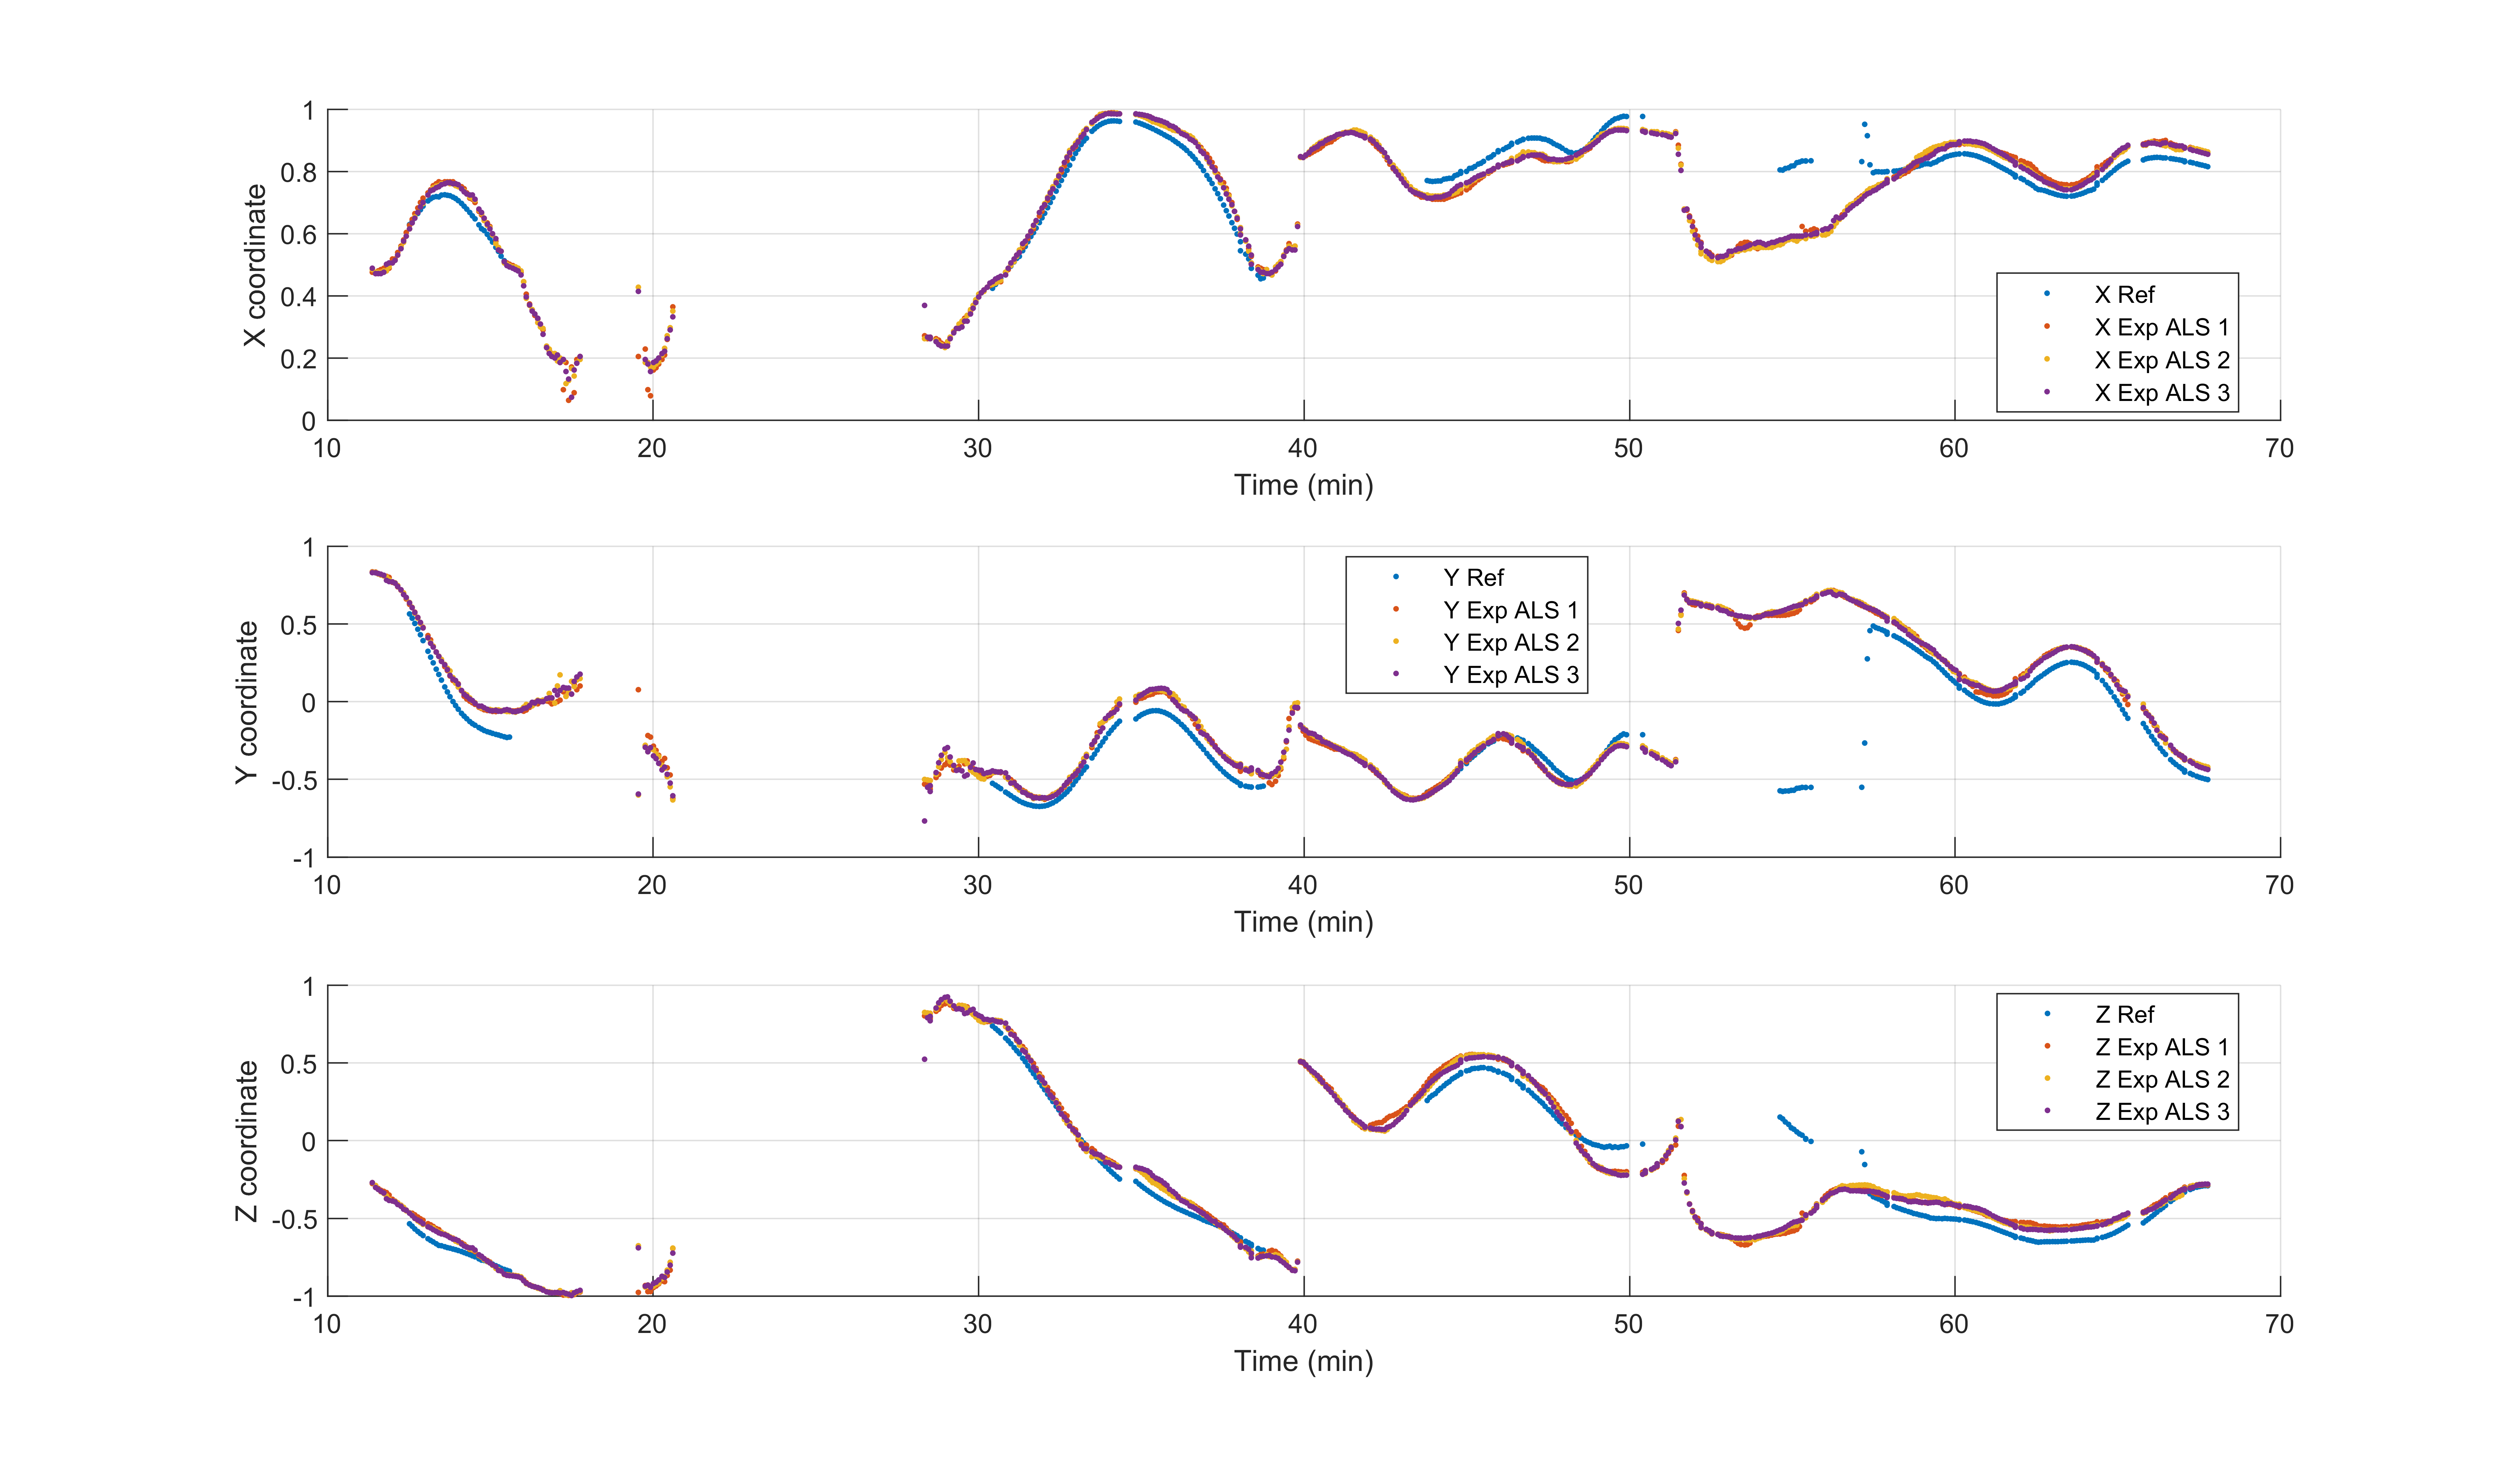 1
0.8
0.6
0.4
0.2
0
X coordinate
X Ref
X Exp ALS 1
X Exp ALS 2
X Exp ALS 3
10 20 30 40 50 60 70
Time (min)
1
0.5
0
-0.5
-1
Y coordinate
Y Ref
Y Exp ALS 1
Y Exp ALS 2
Y Exp ALS 3
10 20 30 40 50 60 70
Time (min)
1
0.5
0
-0.5
-1
Z coordinate
Z Ref
Z Exp ALS 1
Z Exp ALS 2
Z Exp ALS 3
10 20 30 40 50 60 70
Time (min)